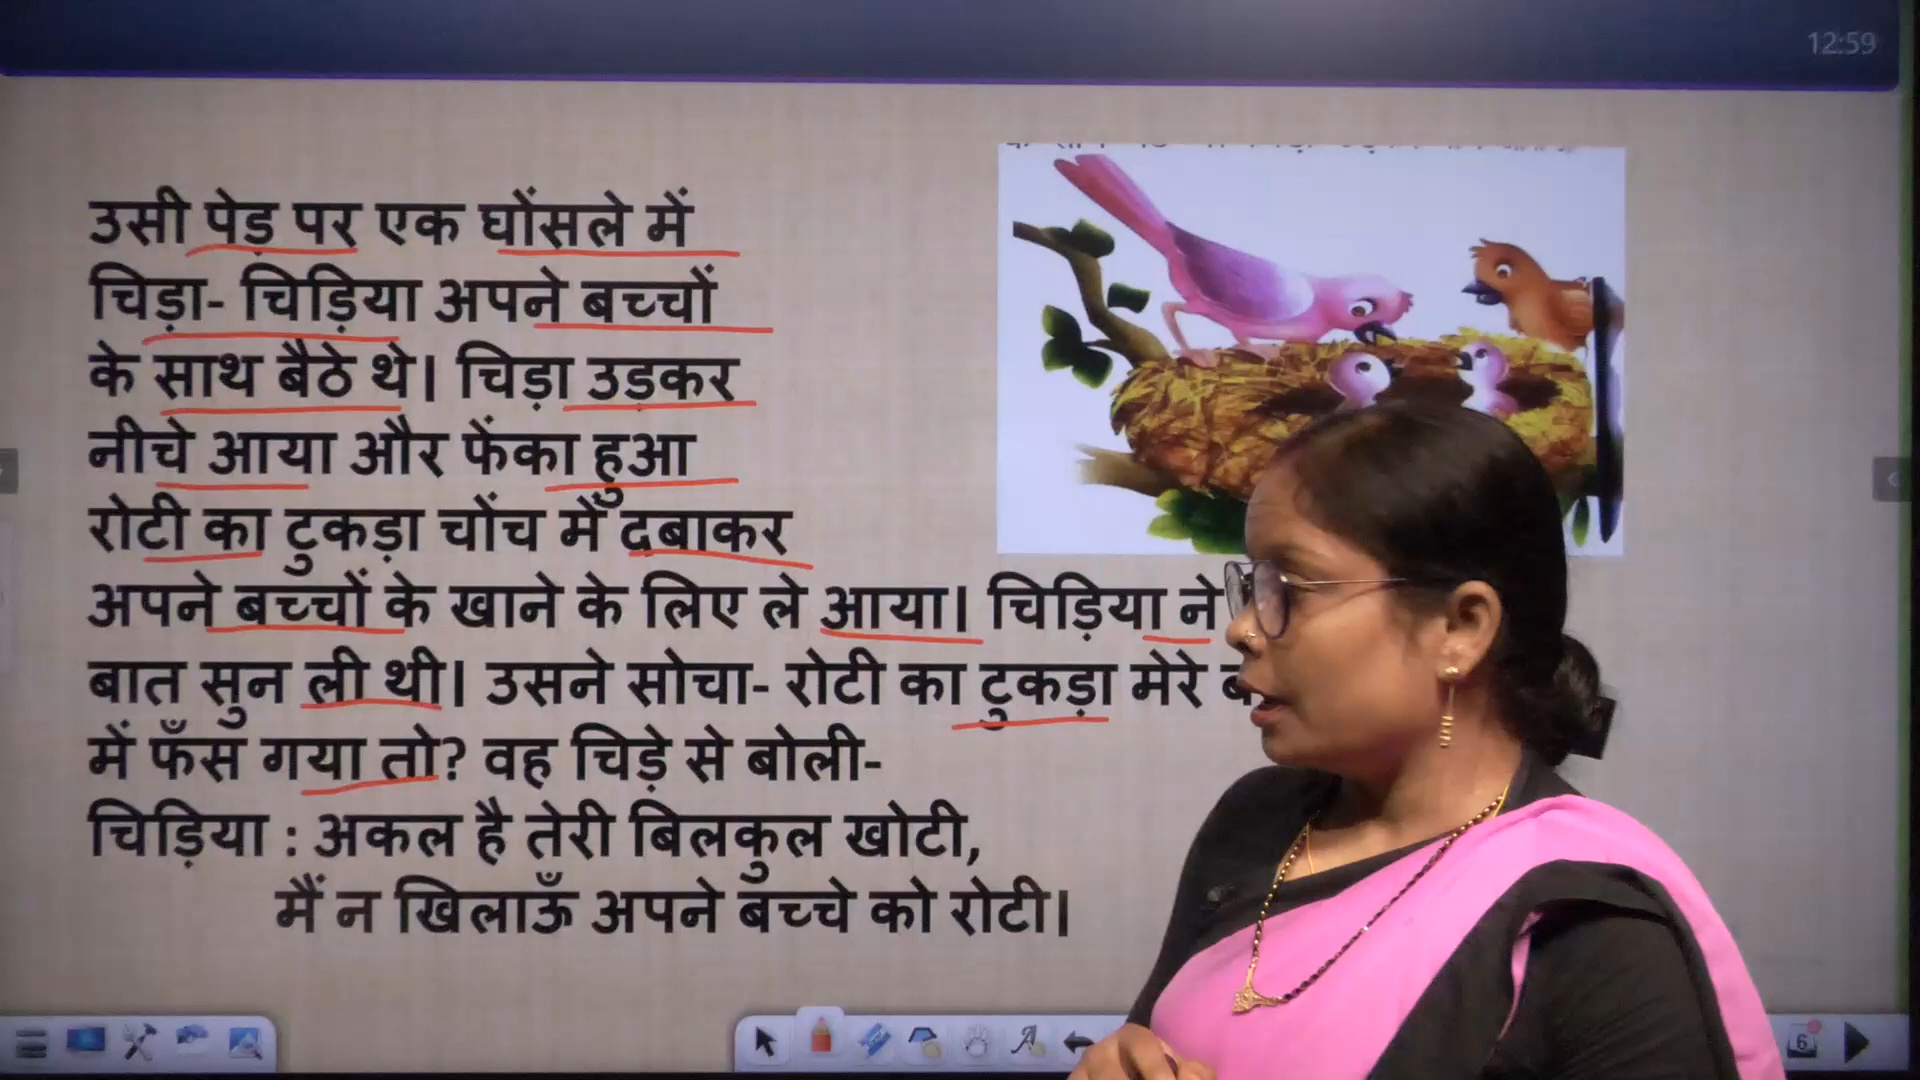 12:59
उसी पेड़ पर एक घोंसले में
चिड़ा- चिड़िया अपने बच्चों
के साथ बैठे थे। चिड़ा उड़कर
नीचे आया और फेंका हुआ
रोटी का टुकड़ा चोंच में दबाकर
अपने बच्चों के खाने के लिए ले आया। चिड़िया ने
बात सुन ली थी। उसने सोचा- रोटी का टुकड़ा मेरे
में फँस गया तो? वह चिड़े से बोली-
चिड़िया : अकल है तेरी बिलकुल खोटी,
मैं न खिलाऊँ अपने बच्चे को रोटी।
6